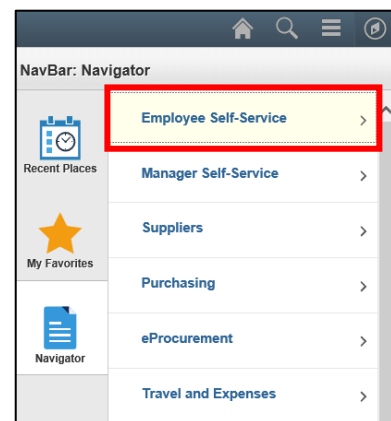 NavBar: Navigator
Recent Places
My Favorites
Navigator
Employee Self-Service
Manager Self-Service
Suppliers
Purchasing
eProcurement
Travel and Expenses